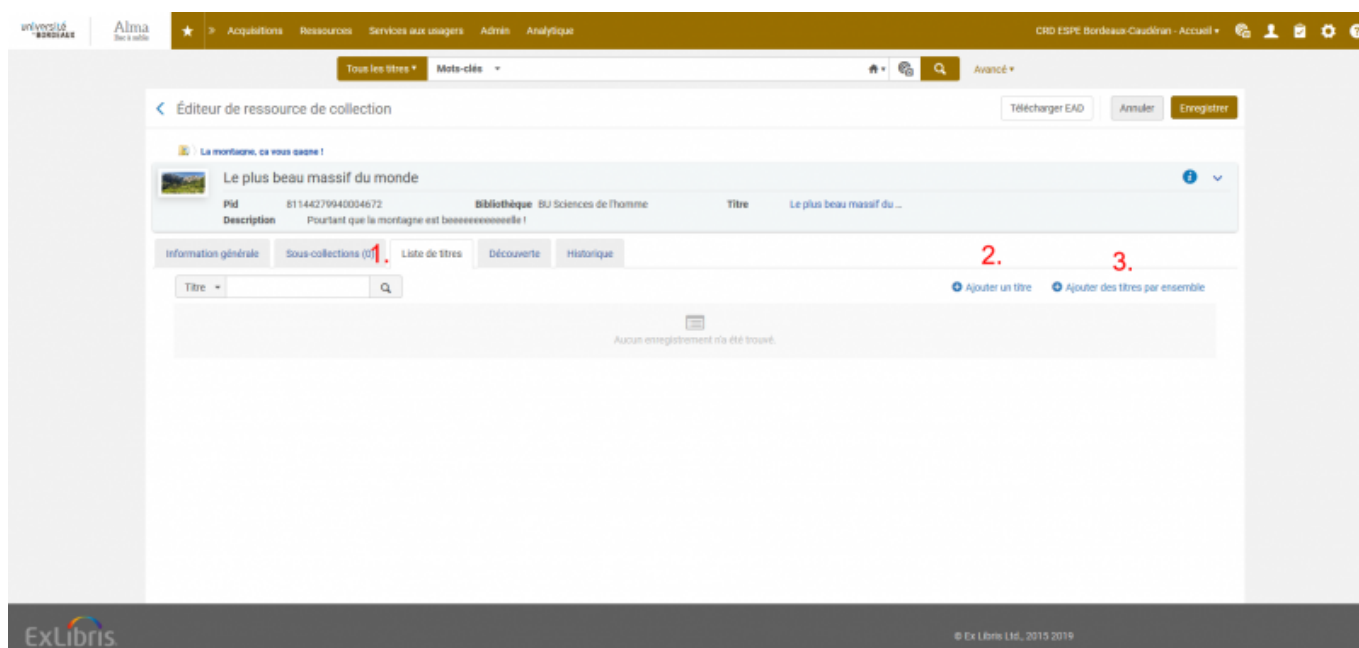 université de BORDEAUX
Alma Bac à sable
Acquisitions Ressources Services aux usagers Admin Analytique
CRD ESPE Bordeaux-Caudéran - Accueil
Tous les titres Mots-clés
Avancé
Éditeur de ressource de collection
Télécharger EAD Annuler Enregistrer
La montagne, ca vous gagne !
Le plus beau massif du monde
Pid 81144279940004672 Bibliothèque BU Sciences de l'homme Titre Le plus beau massif du ...
Description Pourtant que la montagne est beeeeeeeeeeeelle !
2. 3.
Information générale Sous-collections (0) 1. Liste de titres Découverte Historique
Titre
Ajouter un titre Ajouter des titres par ensemble
Aucun enregistrement n'a été trouvé.
ExLibris
© Ex Libris Ltd., 2015 2019